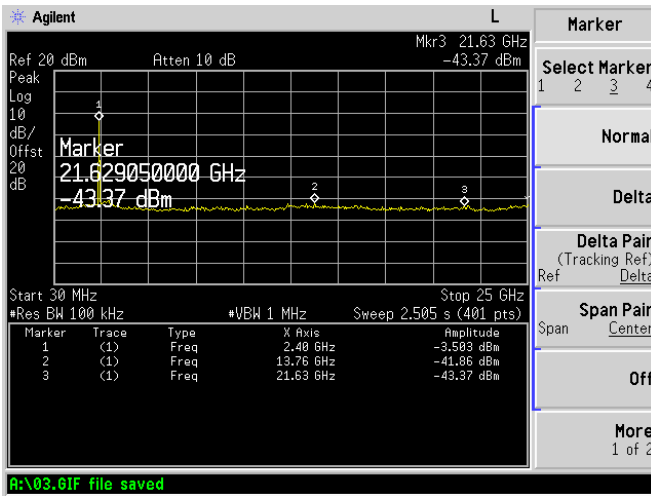 Agilent
L
Marker
Mkr3 21.63 GHz
Ref 20 dBm
Atten 10 dB
-43.37 dBm
Peak
Log
10
dB/
Offst
20
dB
1
Marker
21.629050000 GHz
-43.37 dBm
2
3
Start 30 MHz
Stop 25 GHz
#Res BW 100 kHz
#VBW 1 MHz
Sweep 2.505 s (401 pts)
Marker Trace Type X Axis Amplitude
1 (1) Freq 2.40 GHz -3.503 dBm
2 (1) Freq 13.76 GHz -41.86 dBm
3 (1) Freq 21.63 GHz -43.37 dBm
A:\03.GIF file saved
Select Marker
1 2 3 4
Normal
Delta
Delta Pair
(Tracking Ref)
Ref Delta
Span Pair
Span Center
Off
More
1 of 2